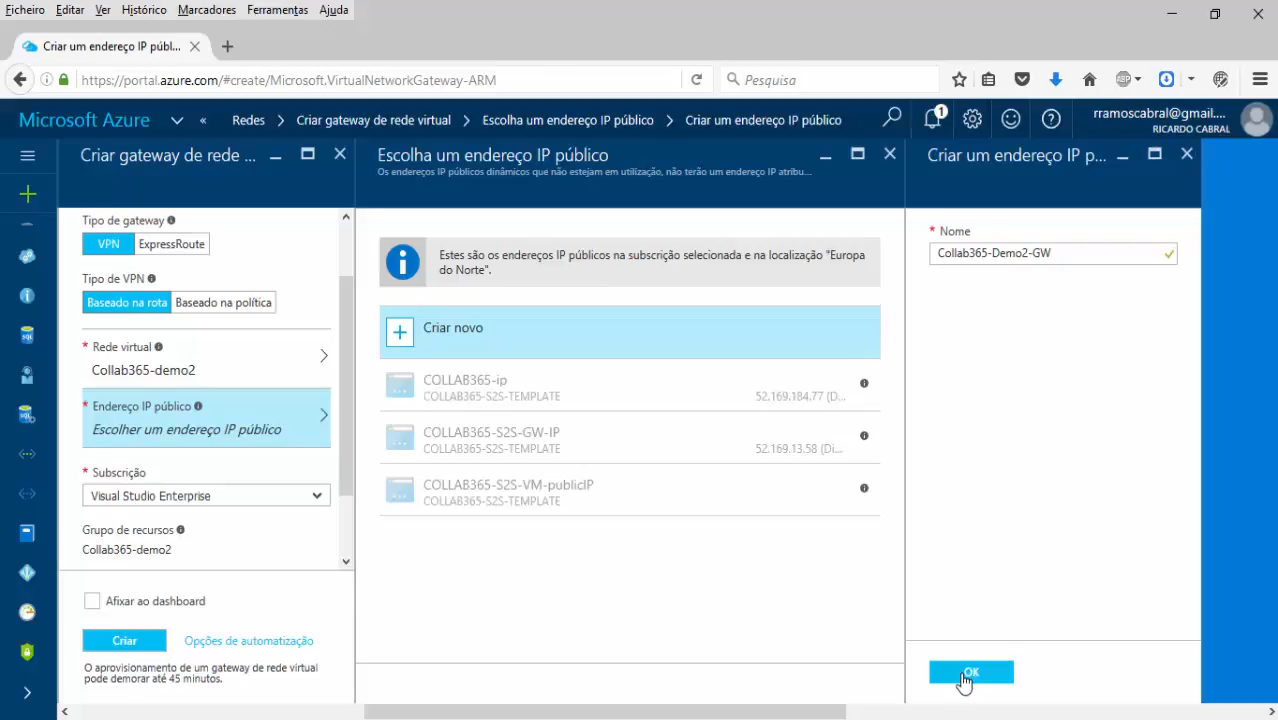 Ficheiro Editar Ver Histórico Marcadores Ferramentas Ajuda
Criar um endereço IP públ...
https://portal.azure.com/#create/Microsoft.VirtualNetworkGateway-ARM
Pesquisa
ABP
Microsoft Azure
Redes
Criar gateway de rede virtual
Escolha um endereço IP público
Criar um endereço IP público
1
rramoscabral@gmail....
RICARDO CABRAL
Criar gateway de rede ...
Tipo de gateway
VPN
ExpressRoute
Tipo de VPN
Baseado na rota
Baseado na política
* Rede virtual
Collab365-demo2
* Endereço IP público
Escolher um endereço IP público
* Subscrição
Visual Studio Enterprise
Grupo de recursos
Collab365-demo2
Afixar ao dashboard
Criar
Opções de automatização
O aprovisionamento de um gateway de rede virtual
pode demorar até 45 minutos.
Escolha um endereço IP público
Os endereços IP públicos dinâmicos que não estejam em utilização, não terão um endereço IP atribu...
Estes são os endereços IP públicos na subscrição selecionada e na localização "Europa
do Norte".
Criar novo
COLLAB365-ip
COLLAB365-S2S-TEMPLATE
52.169.184.77 (D...
COLLAB365-S2S-GW-IP
COLLAB365-S2S-TEMPLATE
52.169.13.58 (Di...
COLLAB365-S2S-VM-publicIP
COLLAB365-S2S-TEMPLATE
Criar um endereço IP p...
* Nome
Collab365-Demo2-GW
OK